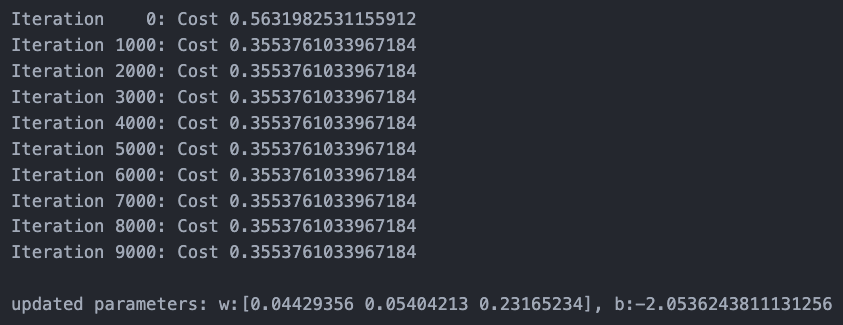 Iteration    0: Cost 0.5631982531155912
Iteration 1000: Cost 0.3553761033967184
Iteration 2000: Cost 0.3553761033967184
Iteration 3000: Cost 0.3553761033967184
Iteration 4000: Cost 0.3553761033967184
Iteration 5000: Cost 0.3553761033967184
Iteration 6000: Cost 0.3553761033967184
Iteration 7000: Cost 0.3553761033967184
Iteration 8000: Cost 0.3553761033967184
Iteration 9000: Cost 0.3553761033967184
updated parameters: w:[0.04429356 0.05404213 0.23165234], b:-2.0536243811131256